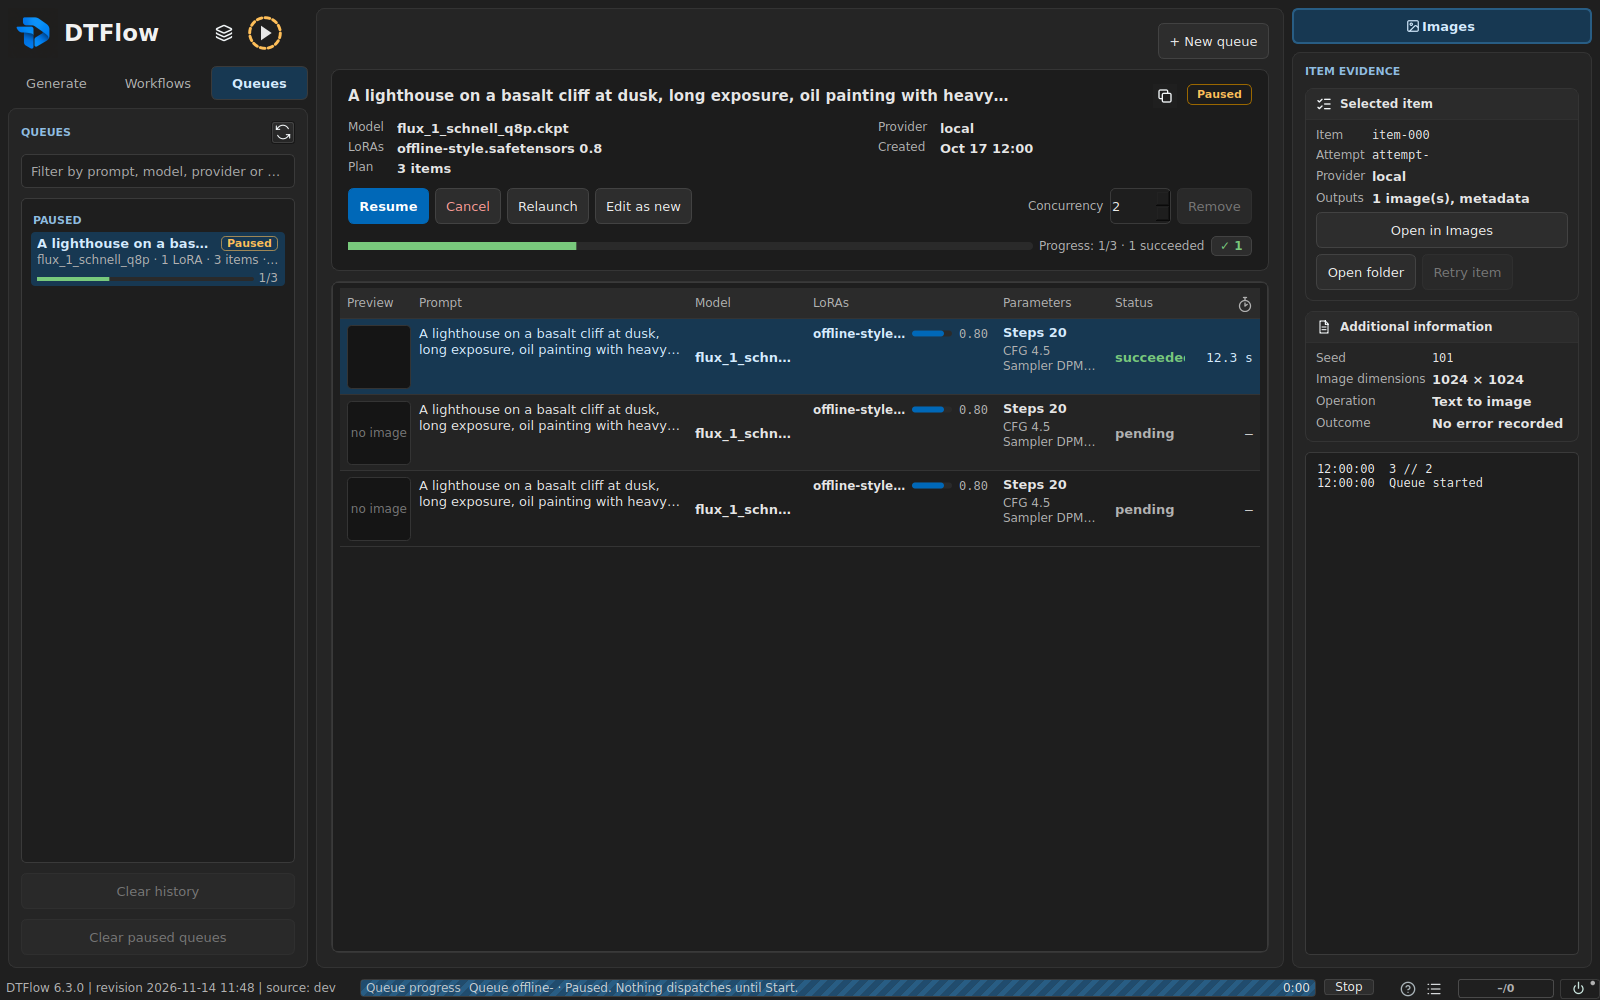 DTFlow
Generate
Workflows
Queues
QUEUES
Filter by prompt, model, provider or ...
PAUSED
A lighthouse on a bas...
Paused
flux_1_schnell_q8p · 1 LoRA · 3 items ·...
1/3
Clear history
Clear paused queues
+ New queue
A lighthouse on a basalt cliff at dusk, long exposure, oil painting with heavy...
Paused
Model flux_1_schnell_q8p.ckpt
Provider local
LoRAs offline-style.safetensors 0.8
Created Oct 17 12:00
Plan 3 items
Resume
Cancel
Relaunch
Edit as new
Concurrency 2
Remove
Progress: 1/3 · 1 succeeded
✓ 1
Preview Prompt Model LoRAs Parameters Status
A lighthouse on a basalt cliff at dusk,
long exposure, oil painting with heavy...
flux_1_schn...
offline-style... 0.80
Steps 20
CFG 4.5
Sampler DPM...
succeeded
12.3 s
no image
A lighthouse on a basalt cliff at dusk,
long exposure, oil painting with heavy...
flux_1_schn...
offline-style... 0.80
Steps 20
CFG 4.5
Sampler DPM...
pending
–
no image
A lighthouse on a basalt cliff at dusk,
long exposure, oil painting with heavy...
flux_1_schn...
offline-style... 0.80
Steps 20
CFG 4.5
Sampler DPM...
pending
–
Images
ITEM EVIDENCE
Selected item
Item item-000
Attempt attempt-
Provider local
Outputs 1 image(s), metadata
Open in Images
Open folder
Retry item
Additional information
Seed 101
Image dimensions 1024 × 1024
Operation Text to image
Outcome No error recorded
12:00:00 3 // 2
12:00:00 Queue started
DTFlow 6.3.0 | revision 2026-11-14 11:48 | source: dev
Queue progress Queue offline- · Paused. Nothing dispatches until Start.
0:00
Stop
–/0